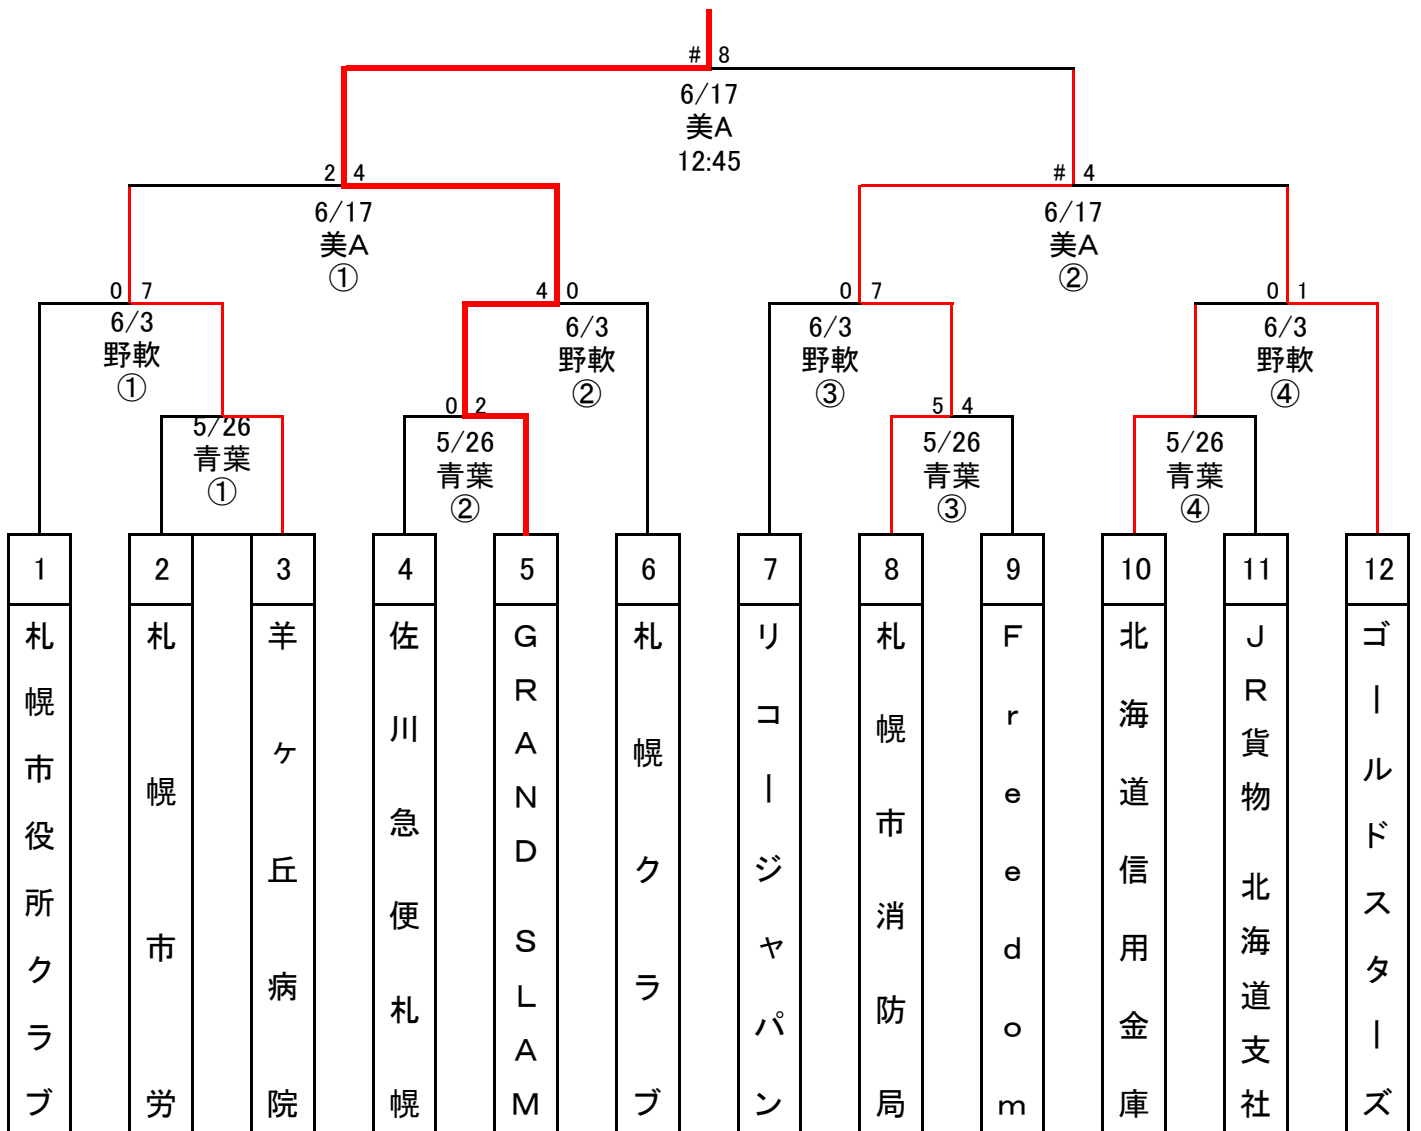 # 8
6/17
美A
12:45
2 4
6/17
美A
①
# 4
6/17
美A
②
0 7
6/3
野軟
①
4 0
6/3
野軟
②
0 7
6/3
野軟
③
0 1
6/3
野軟
④
5/26
青葉
①
0 2
5/26
青葉
②
5 4
5/26
青葉
③
5/26
青葉
④
1
札幌市役所クラブ
2
札幌市労
3
羊ヶ丘病院
4
佐川急便札幌
5
GRAND SLAM
6
札幌クラブ
7
リコージャパン
8
札幌市消防局
9
Freedom
10
北海道信用金庫
11
JR貨物 北海道支社
12
ゴールドスターズ